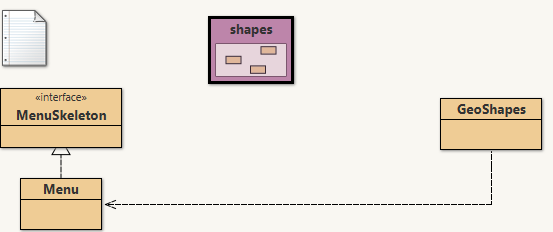 shapes
«interface»
MenuSkeleton
GeoShapes
Menu